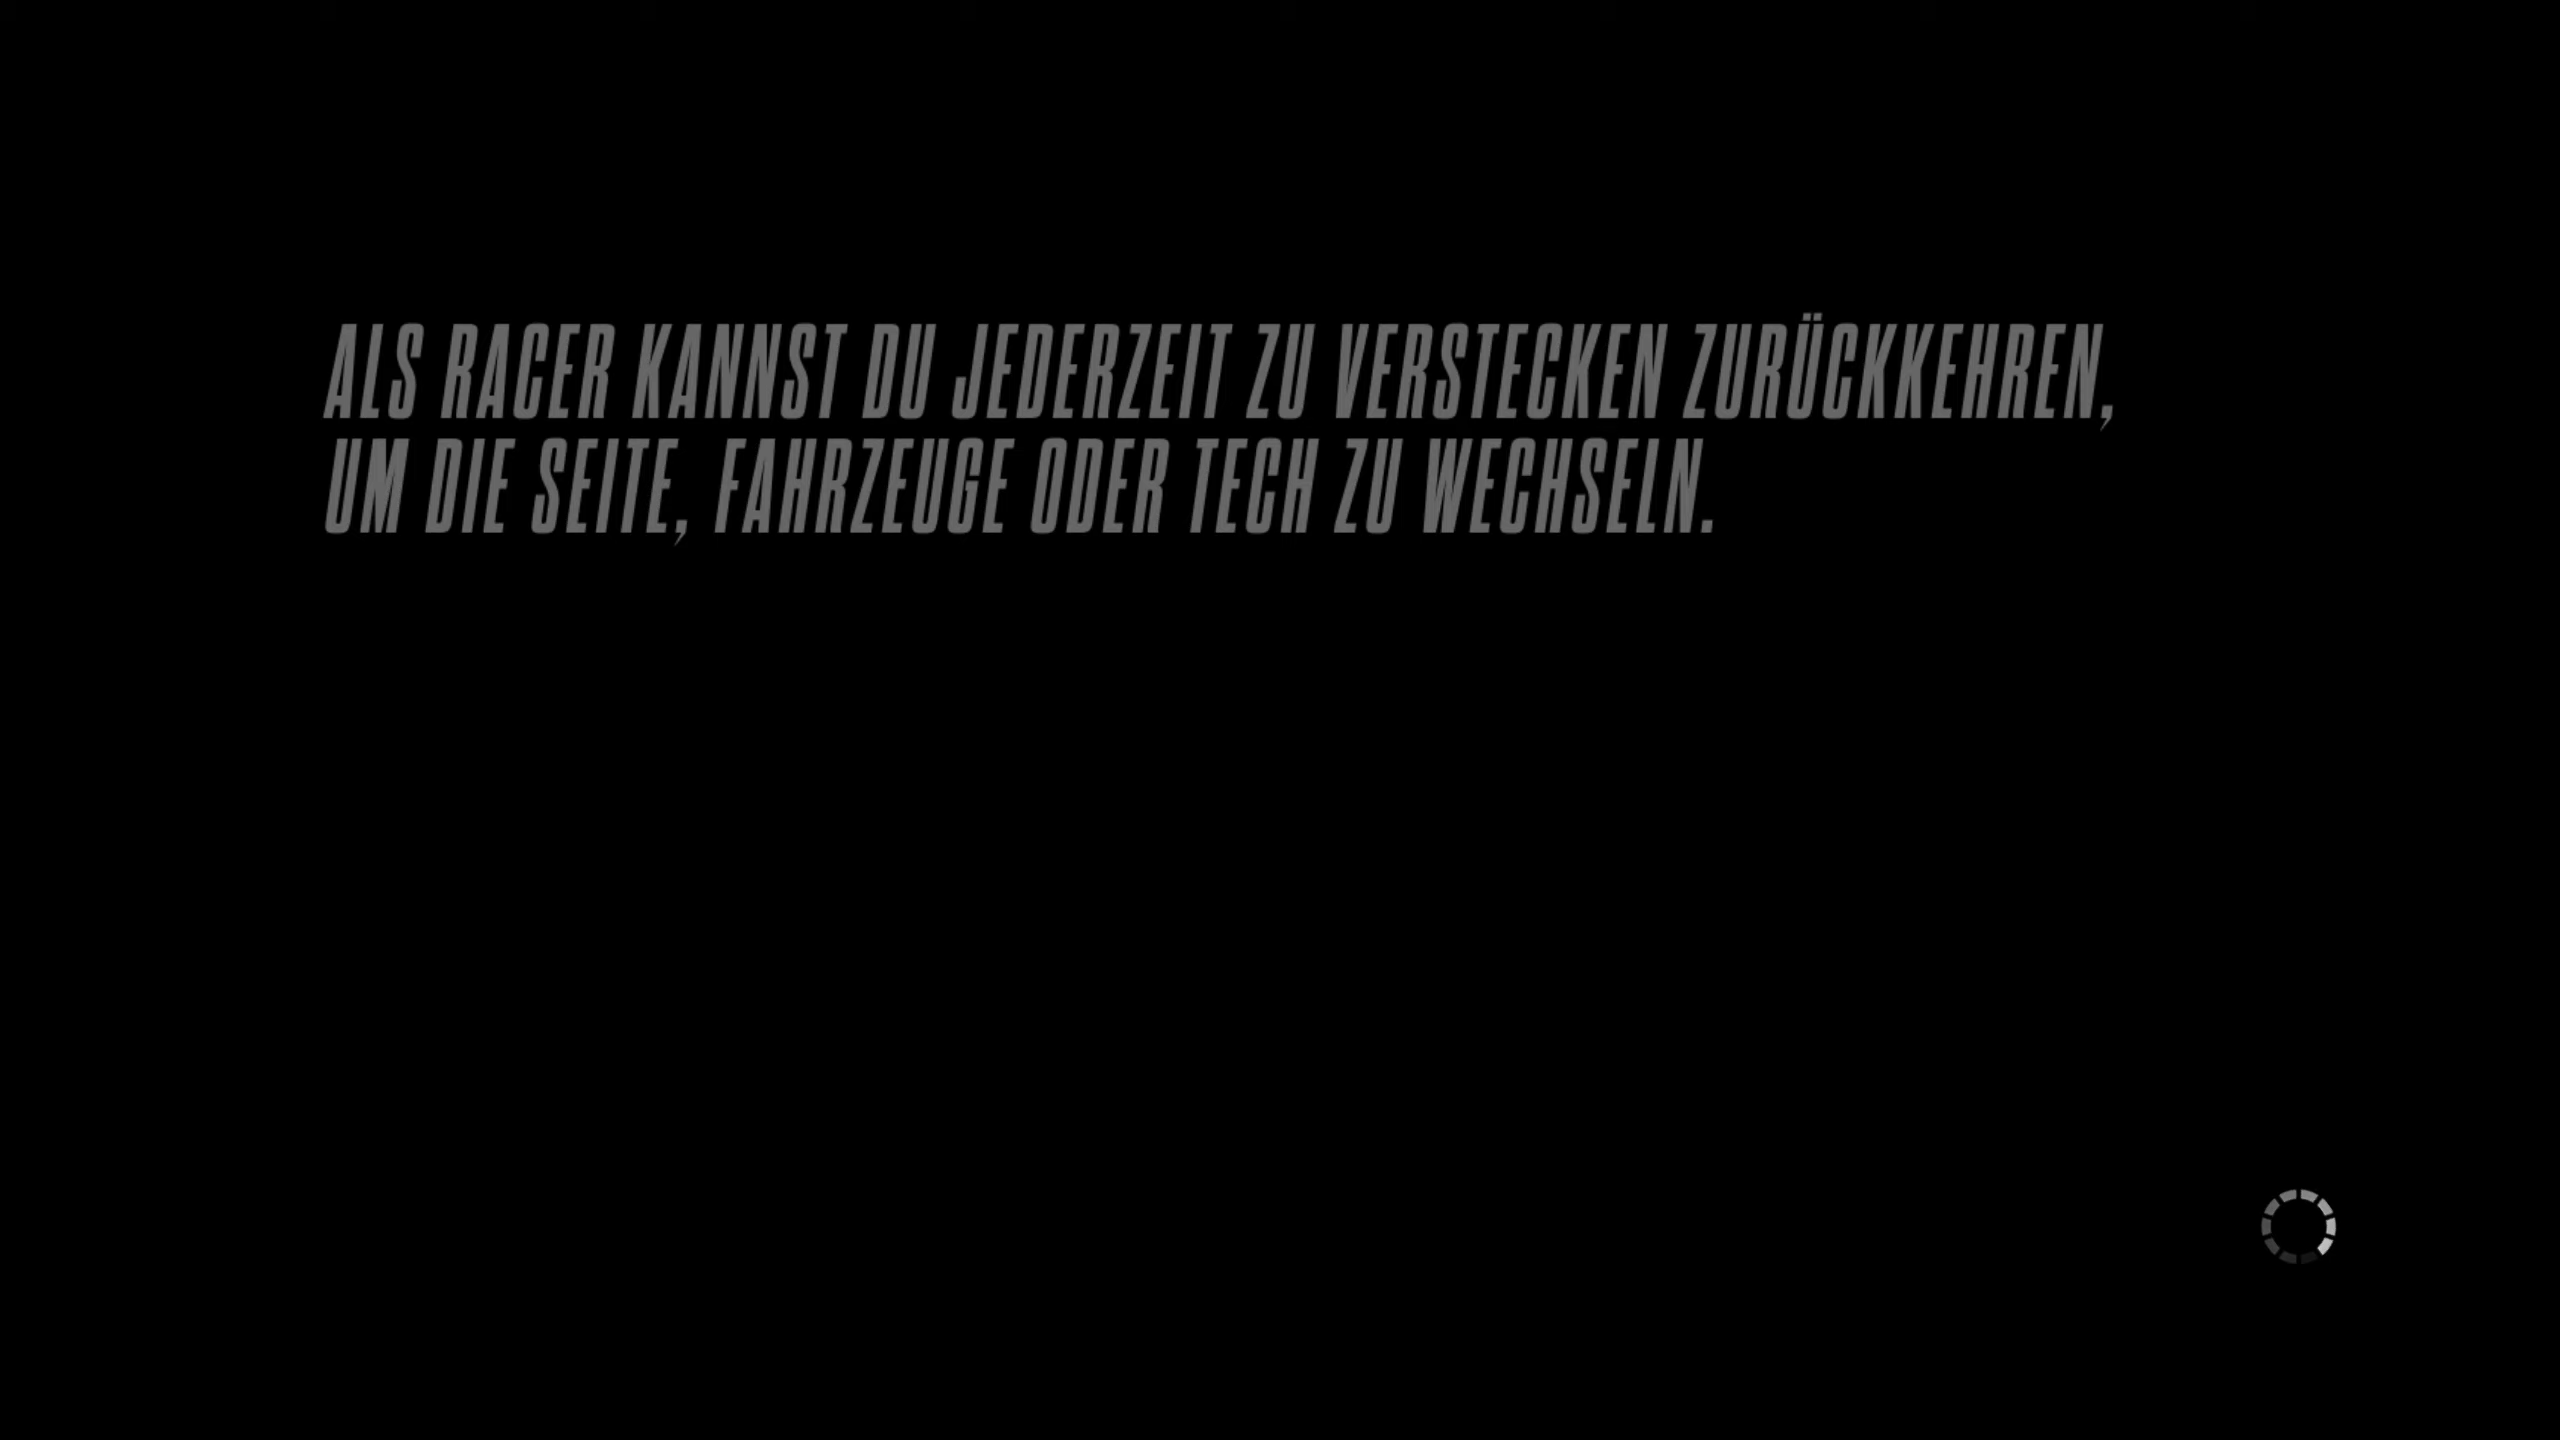 ALS RACER KANNST DU JEDERZEIT ZU VERSTECKEN ZURÜCKKEHREN,
UM DIE SEITE, FAHRZEUGE ODER TECH ZU WECHSELN.